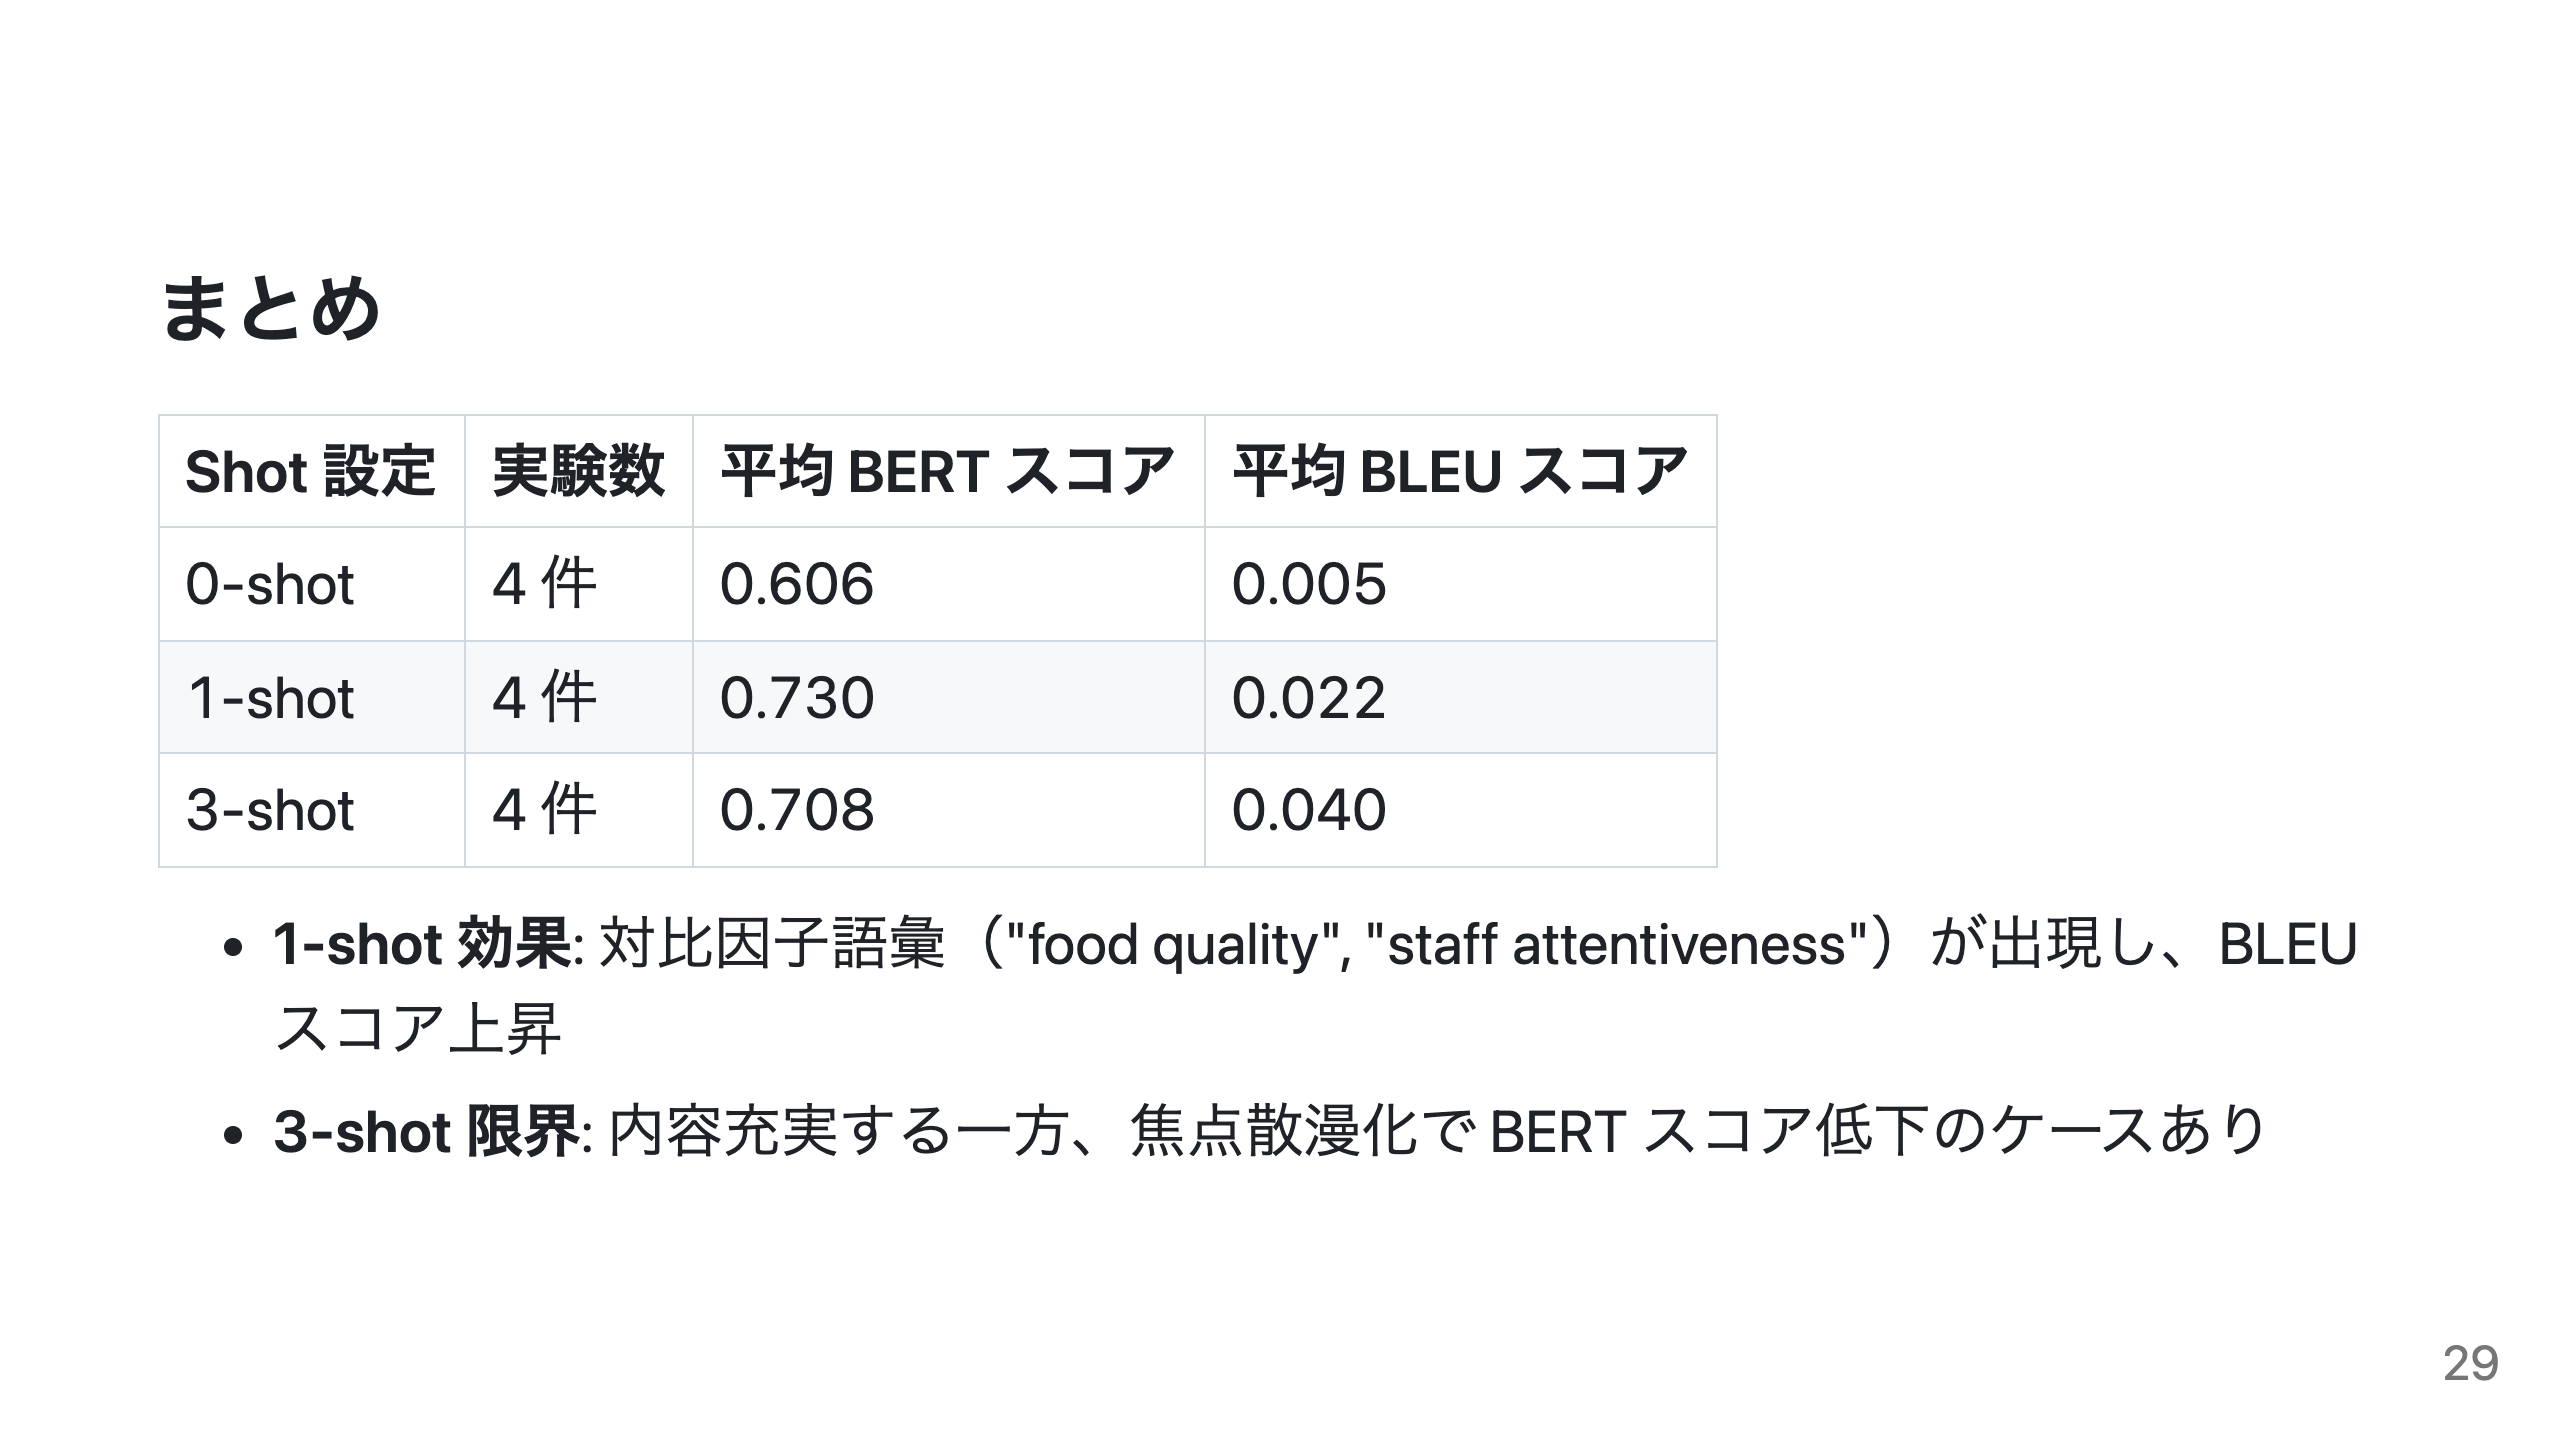 まとめ
Shot 設定 実験数 平均 BERT スコア 平均 BLEU スコア
0-shot 4 件 0.606 0.005
1-shot 4 件 0.730 0.022
3-shot 4 件 0.708 0.040
• 1-shot 効果: 対比因子語彙（"food quality", "staff attentiveness"）が出現し、BLEU
スコア上昇
• 3-shot 限界: 内容充実する一方、焦点散漫化で BERT スコア低下のケースあり
29